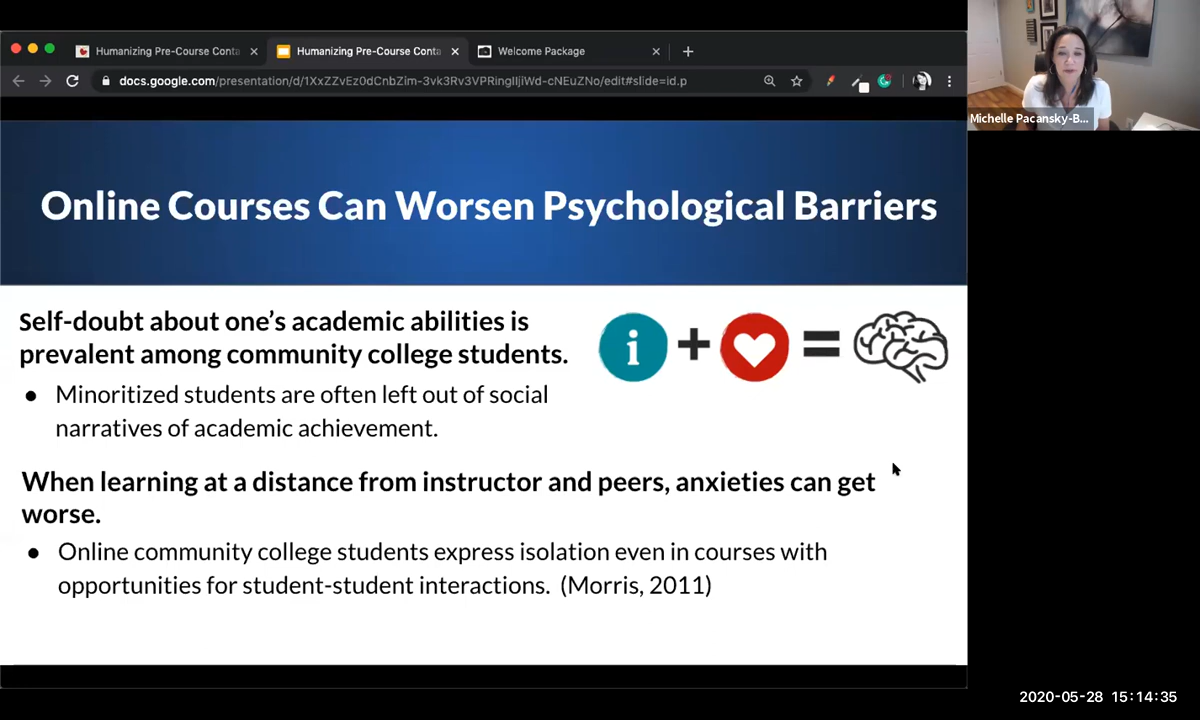 Humanizing Pre-Course Conta
Humanizing Pre-Course Conta
Welcome Package
docs.google.com/presentation/d/1XxZZvEz0dCnbZim-3vk3Rv3VPRingIIjiWd-cNEuZNo/edit#slide=id.p
Michelle Pacansky-B...
Online Courses Can Worsen Psychological Barriers
Self-doubt about one’s academic abilities is
prevalent among community college students.
i + =
● Minoritized students are often left out of social
narratives of academic achievement.
When learning at a distance from instructor and peers, anxieties can get
worse.
● Online community college students express isolation even in courses with
opportunities for student-student interactions. (Morris, 2011)
2020-05-28 15:14:35